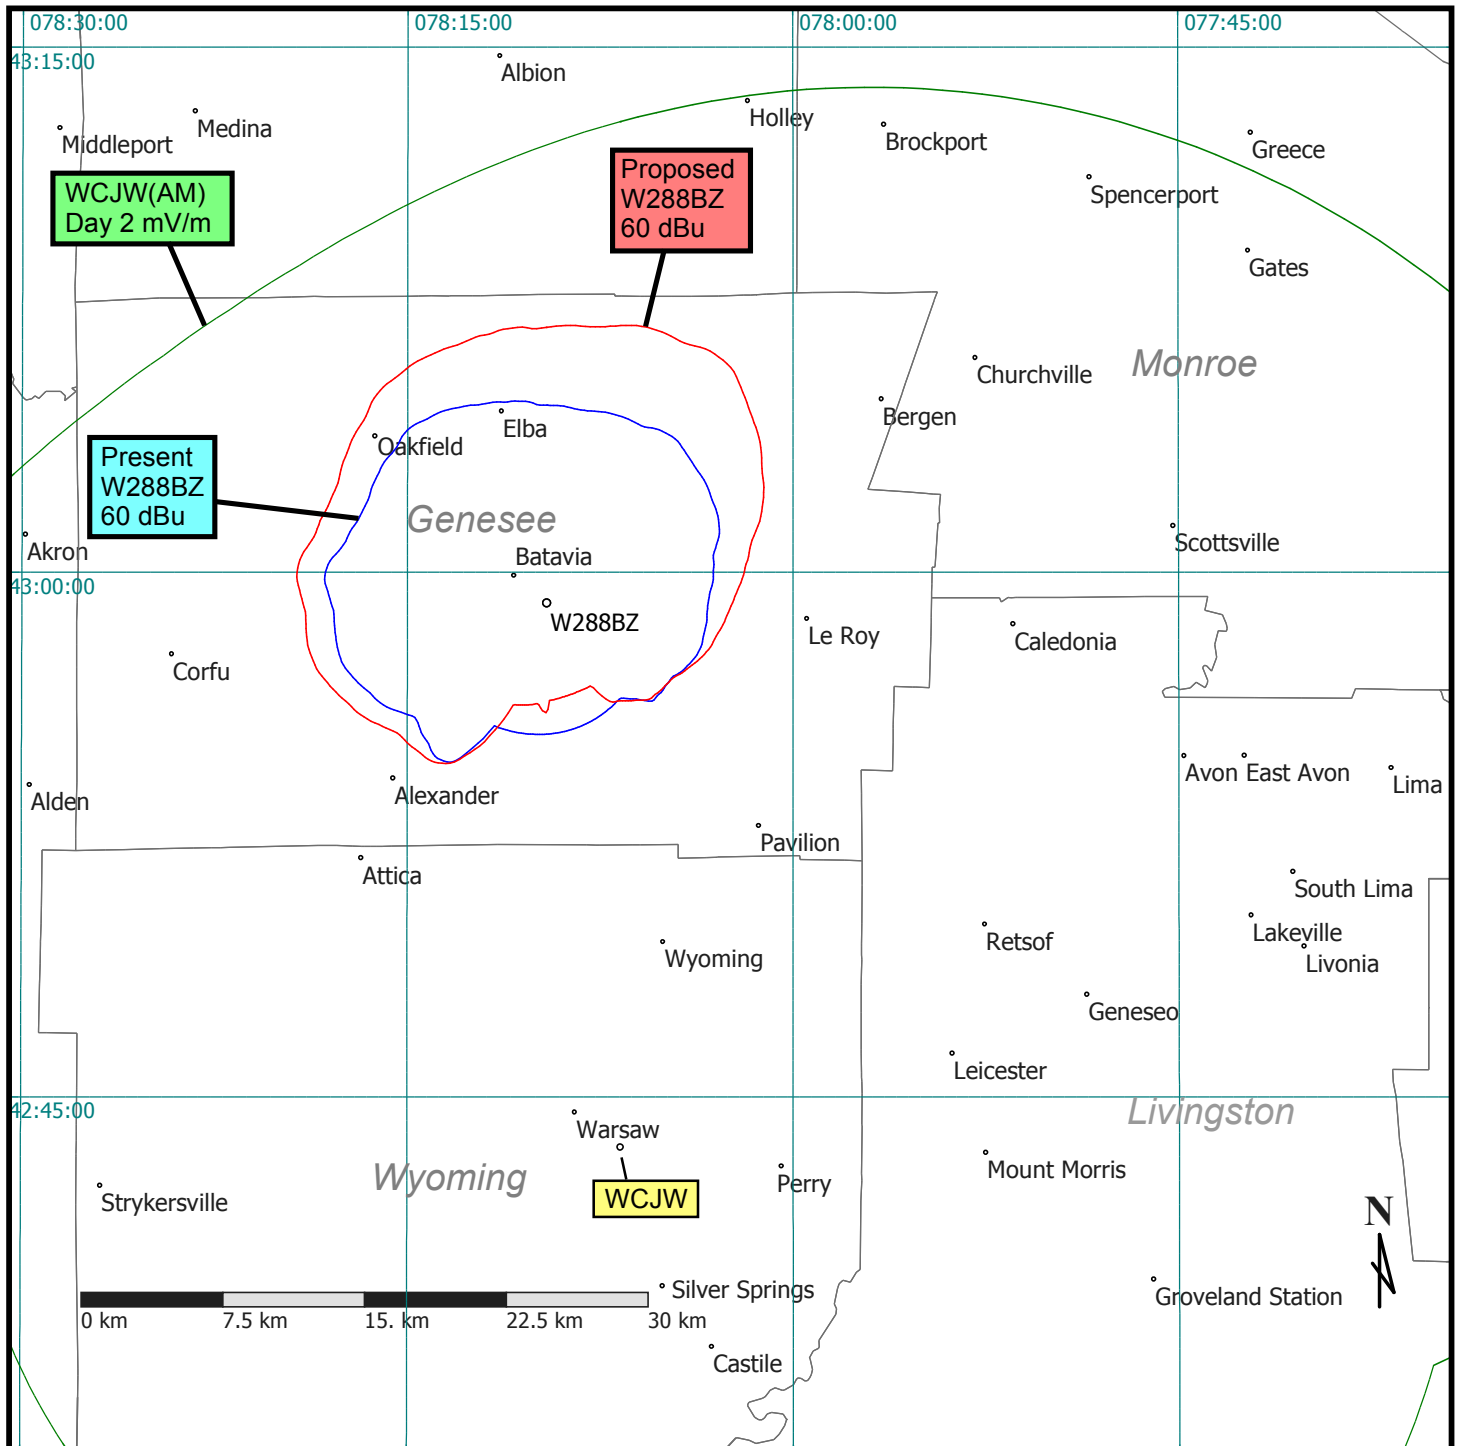 078:30:00
078:15:00
078:00:00
077:45:00
43:15:00
Albion
Medina
Middleport
Holley
Brockport
Greece
WCJW(AM)
Day 2 mV/m
Proposed
W288BZ
60 dBu
Spencerport
Gates
Churchville
Monroe
Bergen
Elba
Oakfield
Present
W288BZ
60 dBu
Genesee
Akron
Batavia
Scottsville
43:00:00
W288BZ
Le Roy
Caledonia
Corfu
Alden
Alexander
Avon
East Avon
Lima
Pavilion
Attica
South Lima
Wyoming
Retsof
Lakeville
Livonia
Geneseo
Leicester
42:45:00
Livingston
Warsaw
Wyoming
WCJW
Perry
Mount Morris
Strykersville
N
Silver Springs
Groveland Station
0 km
7.5 km
15. km
22.5 km
30 km
Castile